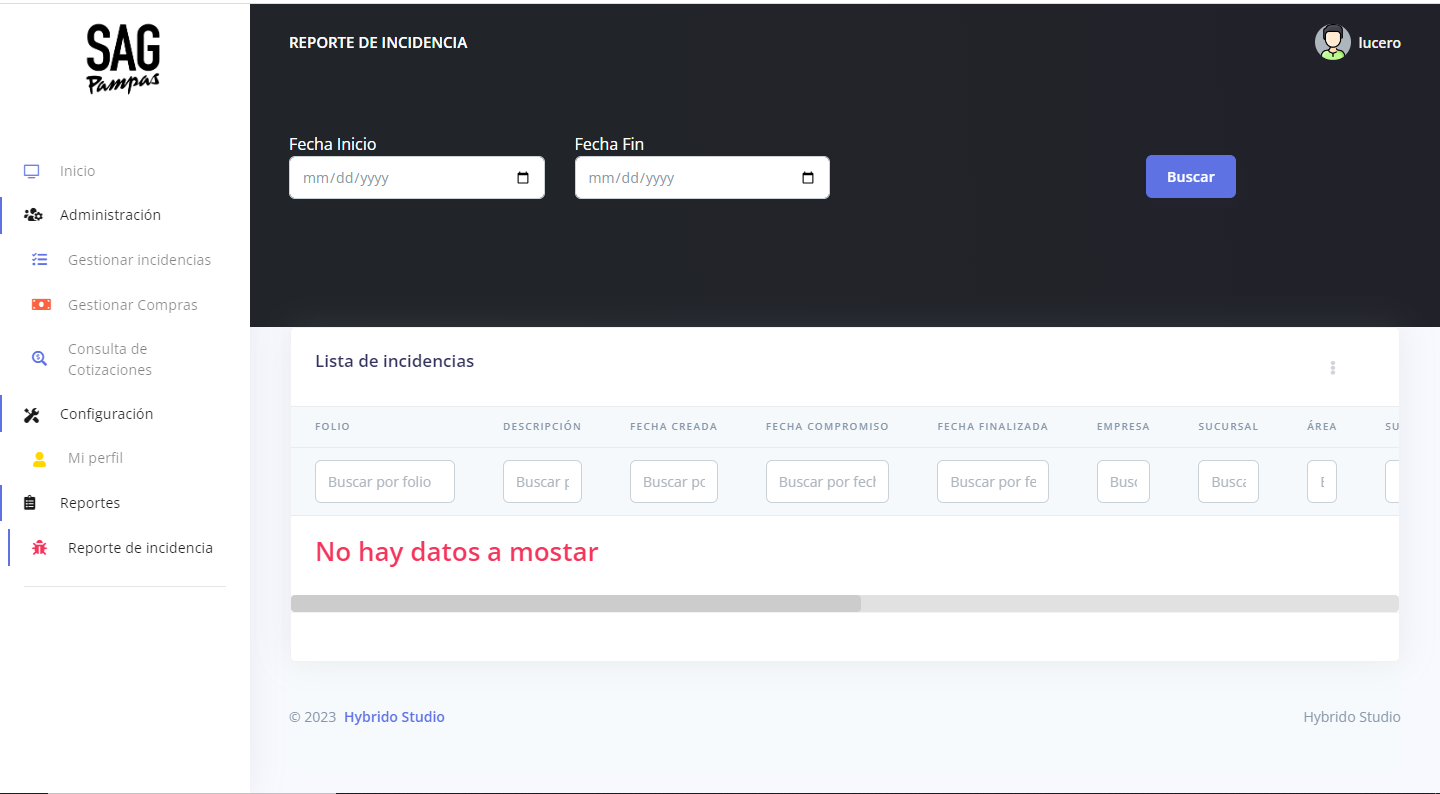 SAG
Pampas
REPORTE DE INCIDENCIA
lucero
Inicio
Administración
Gestionar incidencias
Gestionar Compras
Consulta de
Cotizaciones
Configuración
Mi perfil
Reportes
Reporte de incidencia
Fecha Inicio
Fecha Fin
mm/dd/yyyy
mm/dd/yyyy
Buscar
Lista de incidencias
FOLIO DESCRIPCIÓN FECHA CREADA FECHA COMPROMISO FECHA FINALIZADA EMPRESA SUCURSAL ÁREA SU
Buscar por folio Buscar p Buscar po Buscar por fech Buscar por fe Busc Busca
No hay datos a mostar
© 2023 Hybrido Studio
Hybrido Studio